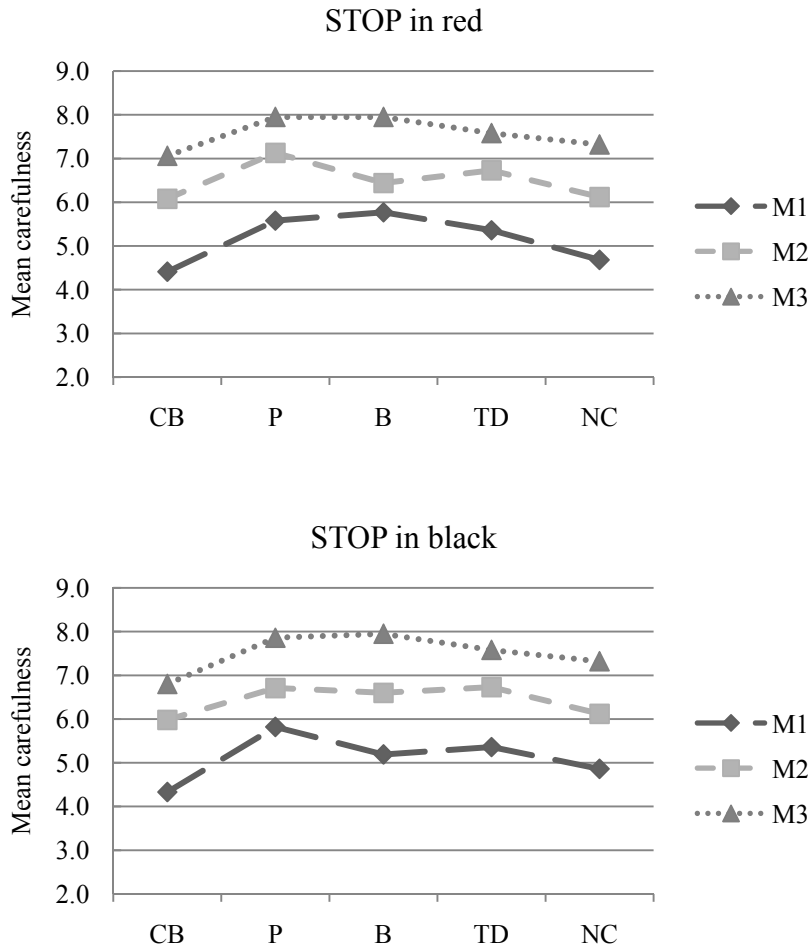 STOP in red
Mean carefulness
9.0
8.0
7.0
6.0
5.0
4.0
3.0
2.0
CB P B TD NC
M1
M2
M3
STOP in black
Mean carefulness
9.0
8.0
7.0
6.0
5.0
4.0
3.0
2.0
CB P B TD NC
M1
M2
M3